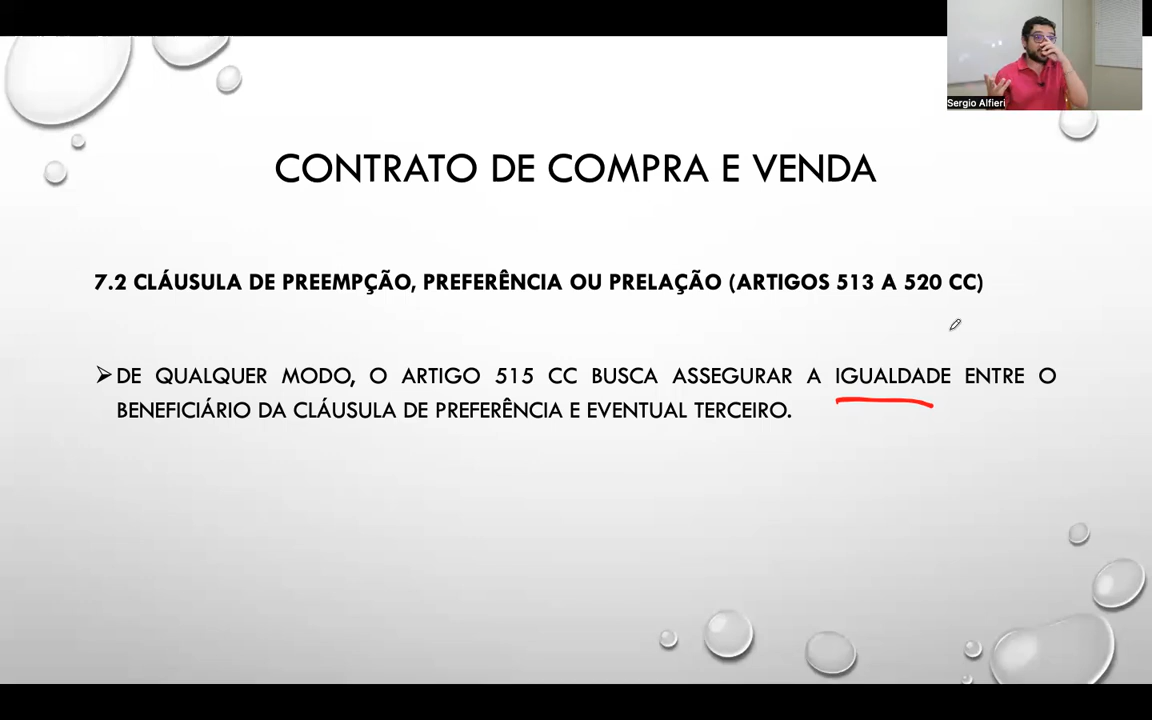 Sergio Alfieri
CONTRATO DE COMPRA E VENDA
7.2 CLÁUSULA DE PREEMPÇÃO, PREFERÊNCIA OU PRELAÇÃO (ARTIGOS 513 A 520 CC)
DE QUALQUER MODO, O ARTIGO 515 CC BUSCA ASSEGURAR A IGUALDADE ENTRE O
BENEFICIÁRIO DA CLÁUSULA DE PREFERÊNCIA E EVENTUAL TERCEIRO.